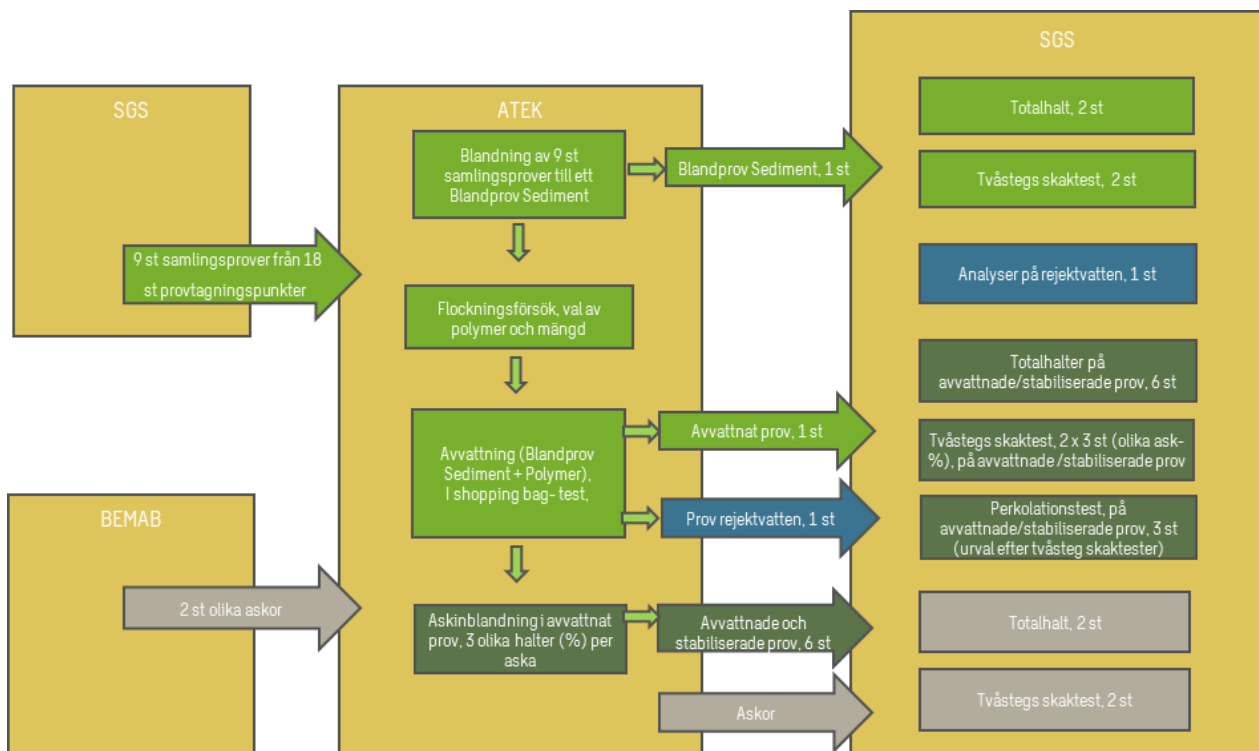 SGS
9 st samlingsprover från 18
st provtagningspunkter
BEMAB
2 st olika askor
ATEK
Blandning av 9 st
samlingsprover till ett
Blandprov Sediment
Flockningsförsök, val av
polymer och mängd
Avvattning (Blandprov
Sediment + Polymer),
I shopping bag- test,
Askinblandning i avvattnat
prov, 3 olika halter (%) per
aska
Blandprov Sediment, 1 st
Avvattnat prov, 1 st
Prov rejektvatten, 1 st
Avvattnade och
stabiliserade prov, 6 st
Askor
SGS
Totalhalt, 2 st
Tvåstegs skaktest, 2 st
Analyser på rejektvatten, 1 st
Totalhalter på
avvattnade/stabiliserade prov, 6 st
Tvåstegs skaktest, 2 x 3 st (olika ask-
%), på avvattnade /stabiliserade prov
Perkolationstest, på
avvattnade/stabiliserade prov, 3 st
(urval efter tvåsteg skaktester)
Totalhalt, 2 st
Tvåstegs skaktest, 2 st